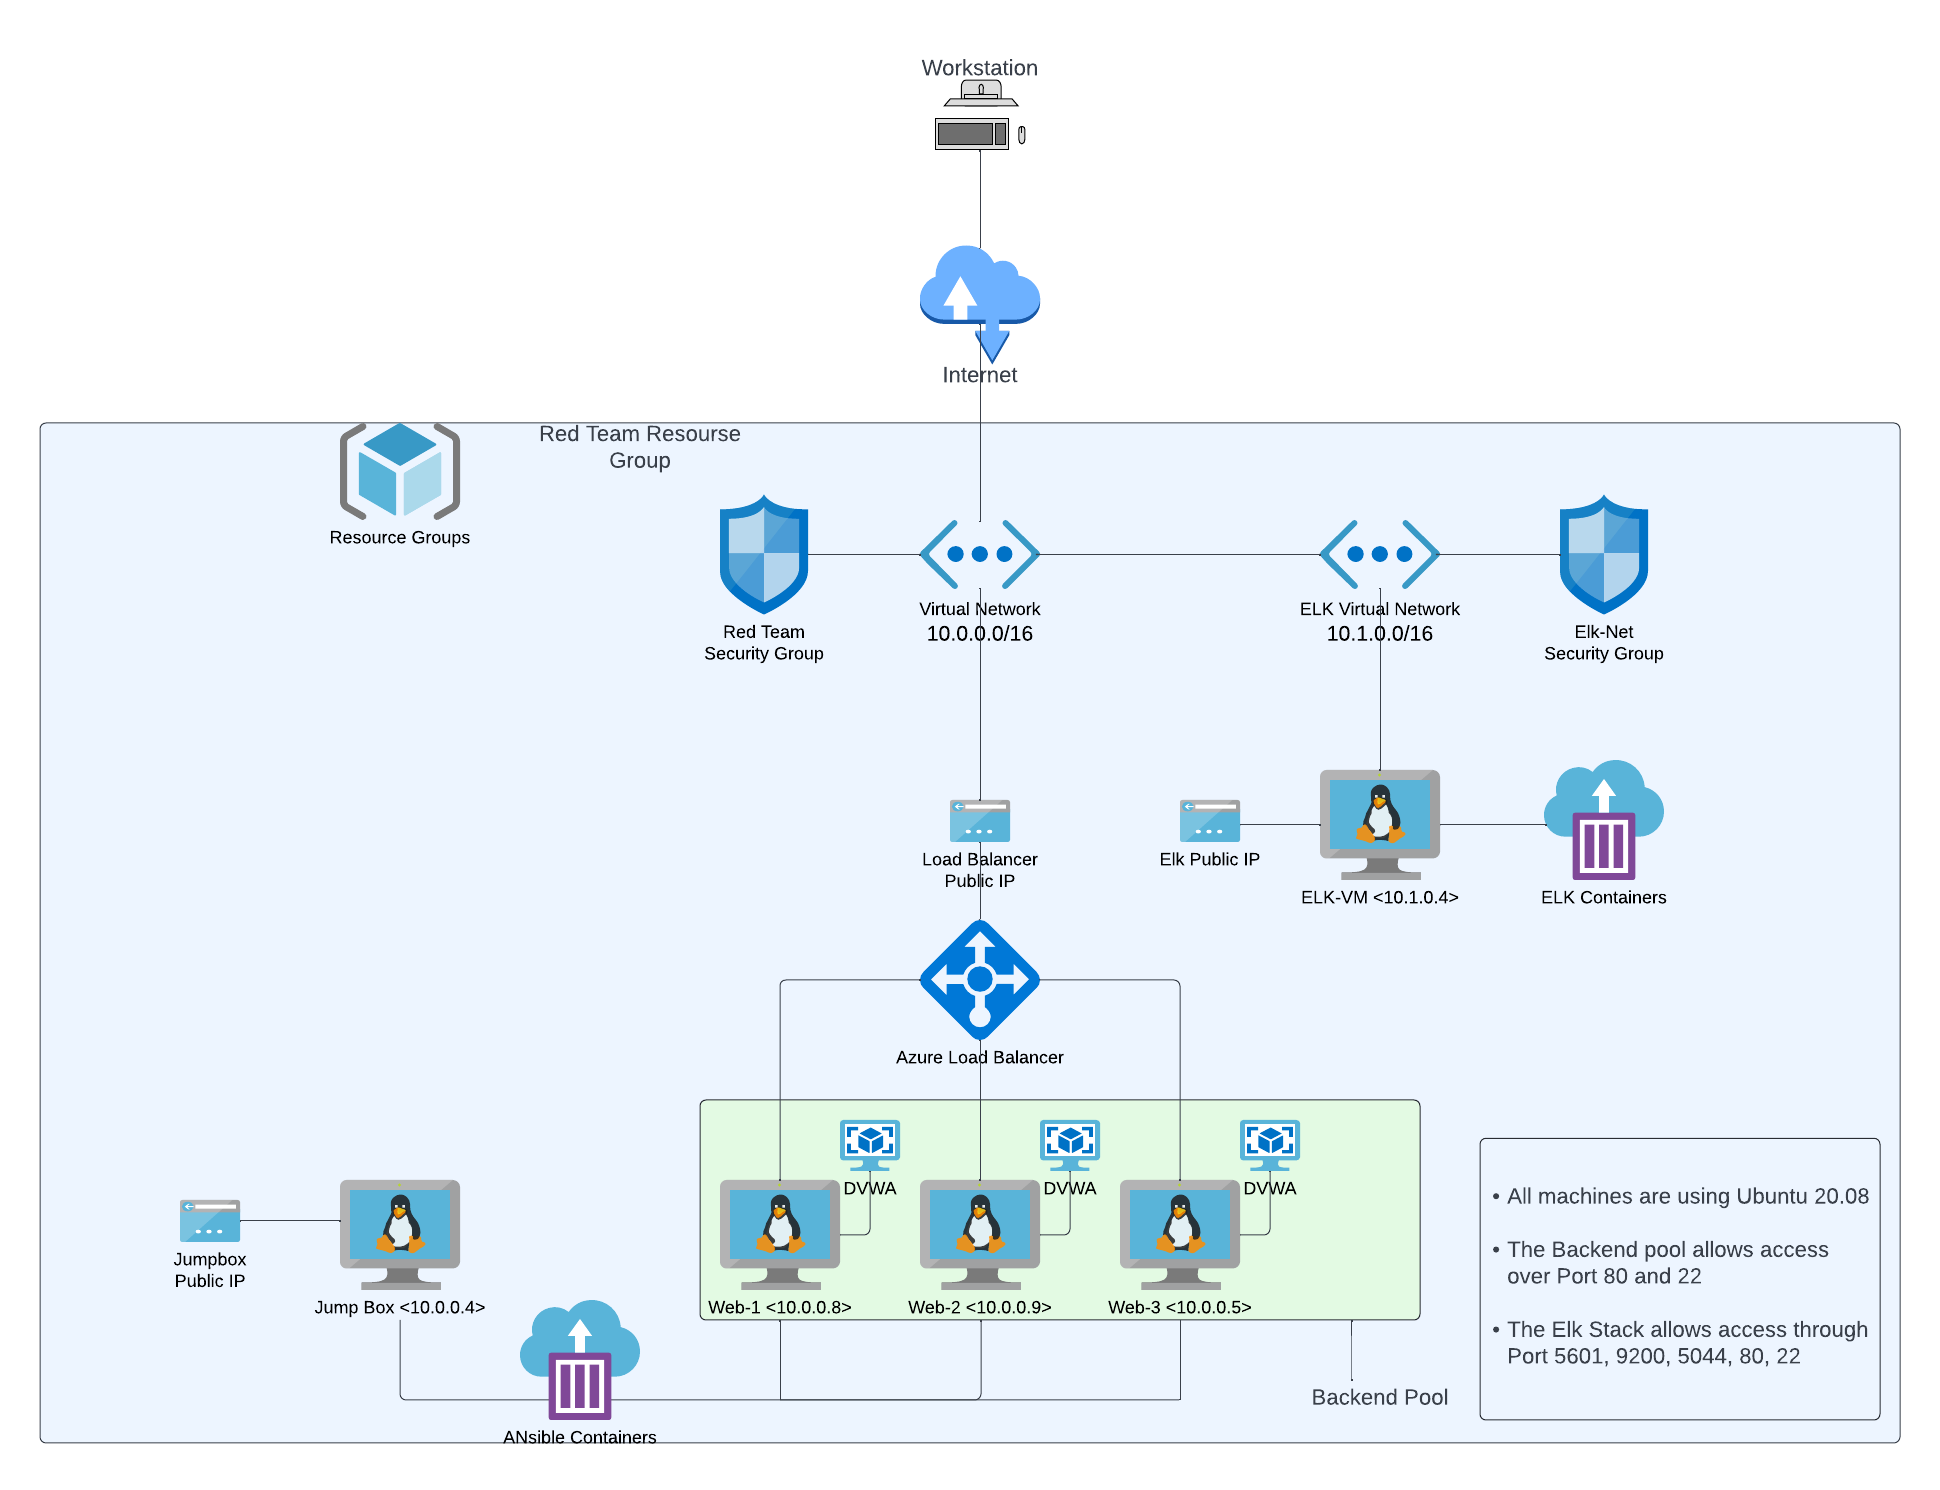 Workstation
Internet
Red Team Resourse
Group
Resource Groups
Virtual Network
10.0.0.0/16
ELK Virtual Network
10.1.0.0/16
Red Team
Security Group
Elk-Net
Security Group
Load Balancer
Public IP
Elk Public IP
ELK-VM <10.1.0.4>
ELK Containers
Azure Load Balancer
DVWA
DVWA
DVWA
Jumpbox
Public IP
Jump Box <10.0.0.4>
Web-1 <10.0.0.8>
Web-2 <10.0.0.9>
Web-3 <10.0.0.5>
• All machines are using Ubuntu 20.08
• The Backend pool allows access
over Port 80 and 22
• The Elk Stack allows access through
Port 5601, 9200, 5044, 80, 22
Backend Pool
ANsible Containers